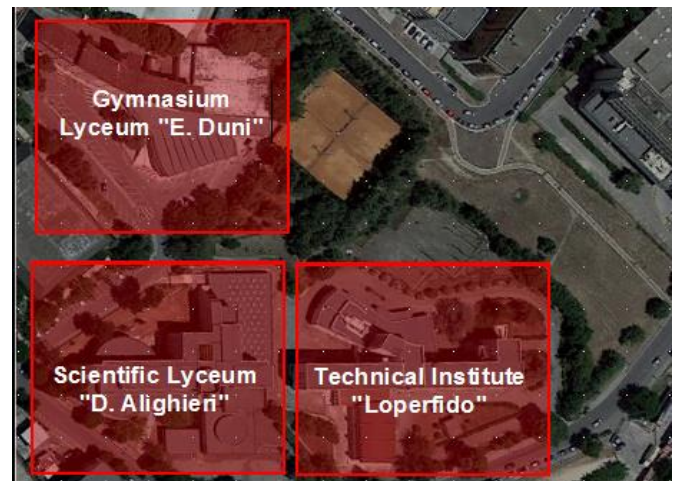 Gymnasium
Lyceum "E. Duni"
Scientific Lyceum
"D. Alighieri"
Technical Institute
"Loperfido"